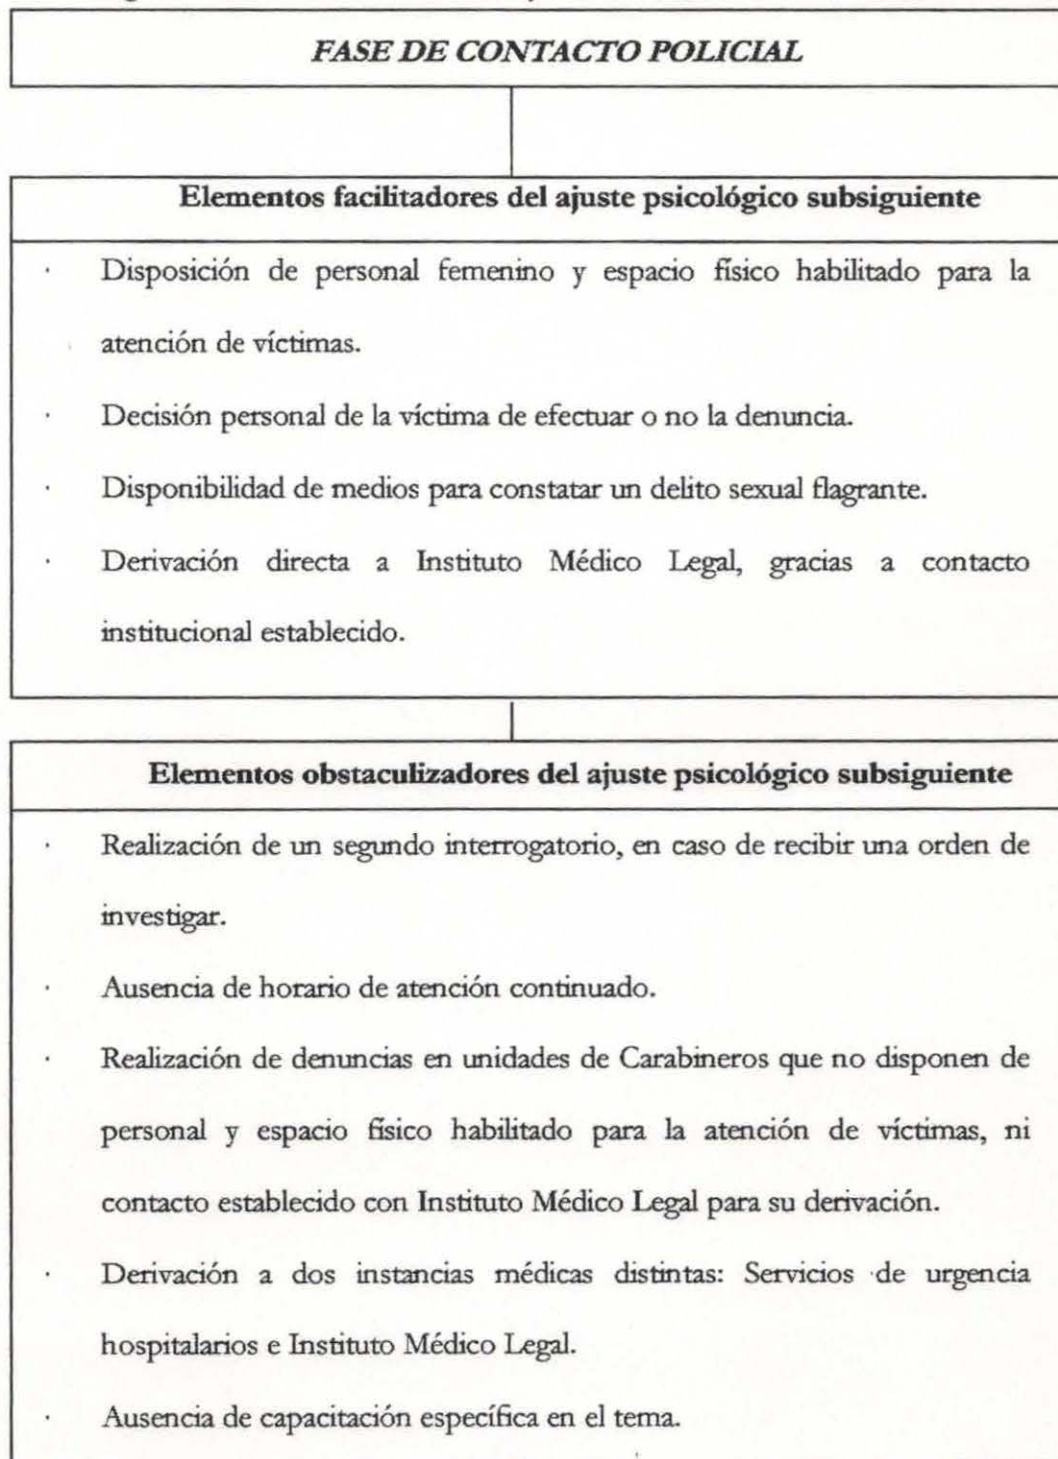 FASE DE CONTACTO POLICIAL
Elementos facilitadores del ajuste psicológico subsiguiente
· Disposición de personal femenino y espacio físico habilitado para la
atención de víctimas.
· Decisión personal de la víctima de efectuar o no la denuncia.
· Disponibilidad de medios para constatar un delito sexual flagrante.
· Derivación directa a Instituto Médico Legal, gracias a contacto
institucional establecido.
Elementos obstaculizadores del ajuste psicológico subsiguiente
· Realización de un segundo interrogatorio, en caso de recibir una orden de
investigar.
· Ausencia de horario de atención continuado.
· Realización de denuncias en unidades de Carabineros que no disponen de
personal y espacio físico habilitado para la atención de víctimas, ni
contacto establecido con Instituto Médico Legal para su derivación.
· Derivación a dos instancias médicas distintas: Servicios de urgencia
hospitalarios e Instituto Médico Legal.
· Ausencia de capacitación específica en el tema.